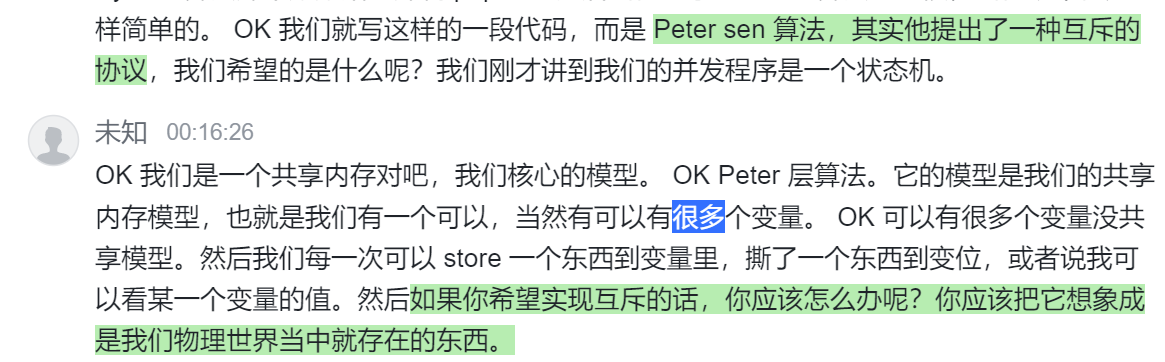 样简单的。 OK 我们就写这样的一段代码，而是 Peter sen 算法，其实他提出了一种互斥的
协议，我们希望的是什么呢？我们刚才讲到我们的并发程序是一个状态机。
未知 00:16:26
OK 我们是一个共享内存对吧，我们核心的模型。 OK Peter 层算法。它的模型是我们的共享
内存模型，也就是我们有一个可以，当然有可以有很多个变量。 OK 可以有很多个变量没共
享模型。然后我们每一次可以 store 一个东西到变量里，撕了一个东西到变位，或者说我可
以看某一个变量的值。然后如果你希望实现互斥的话，你应该怎么办呢？你应该把它想象成
是我们物理世界当中就存在的东西。